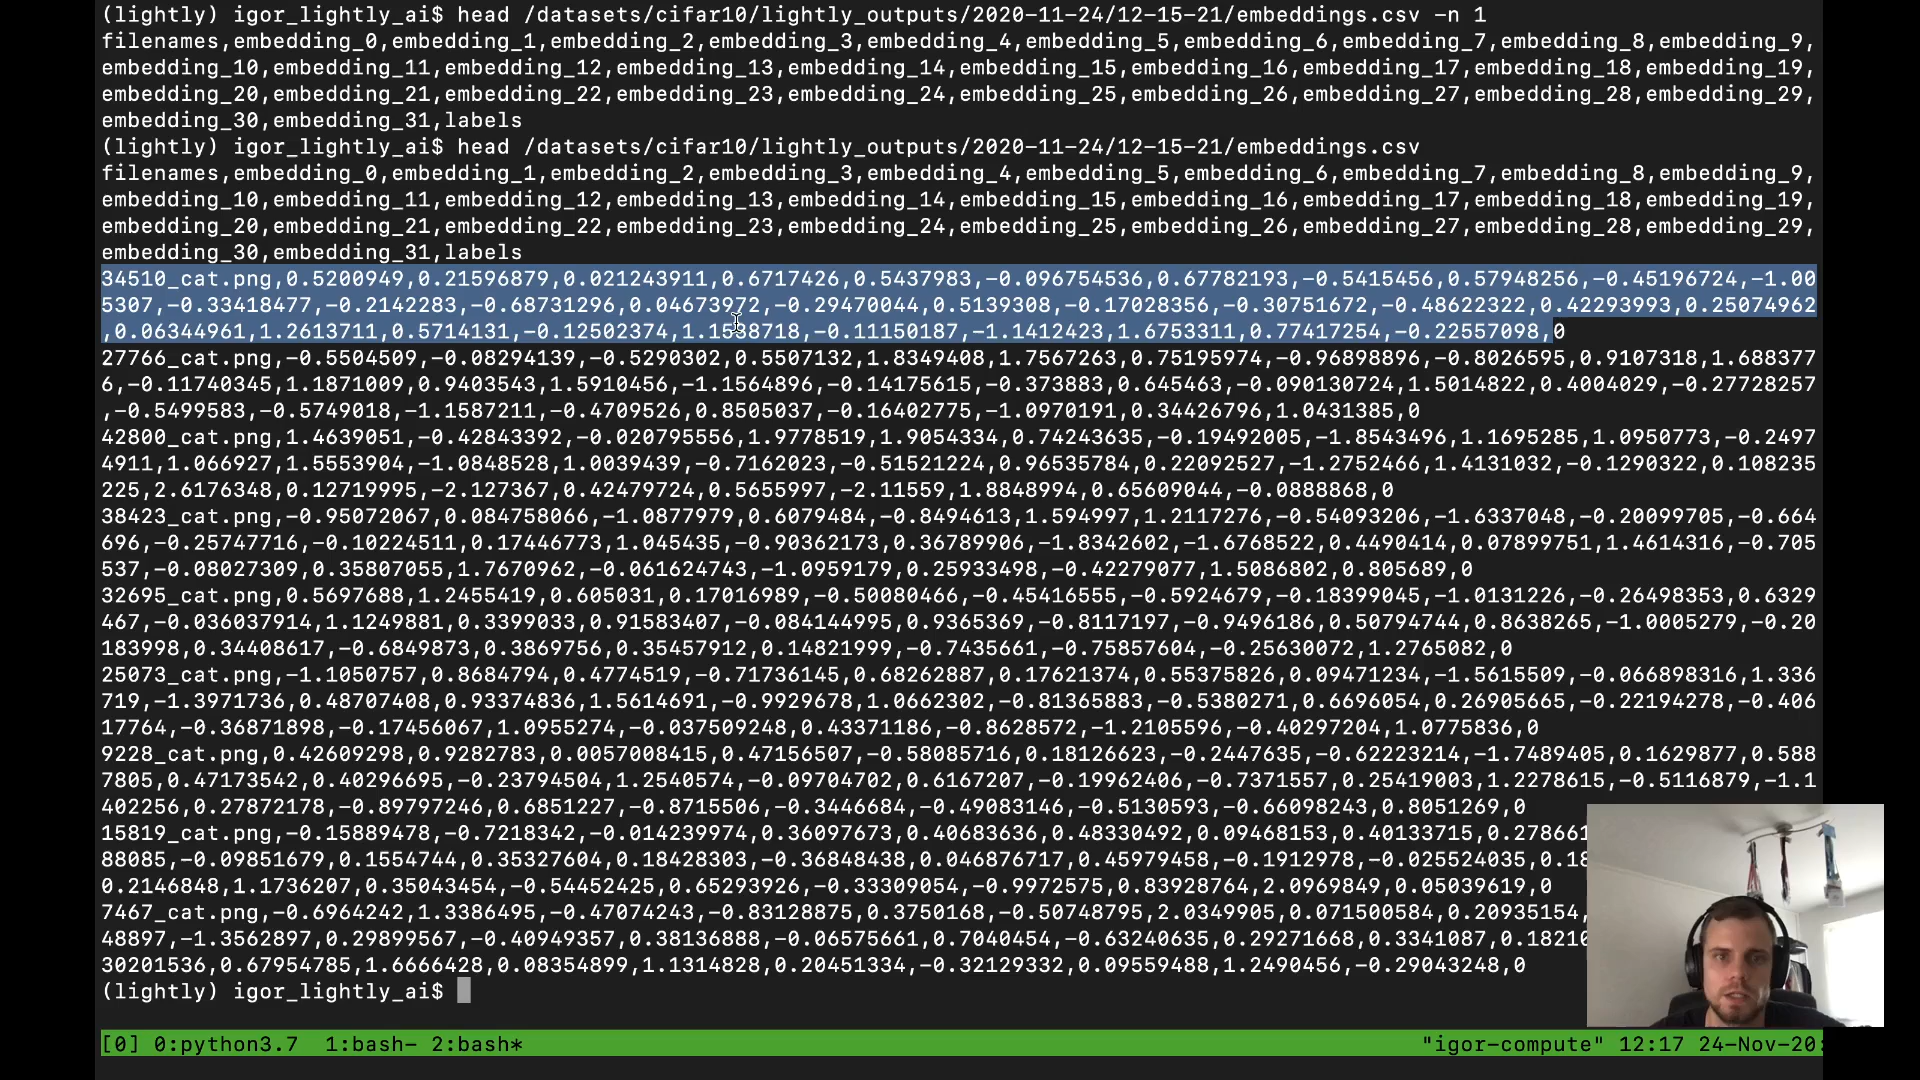 (lightly) igor_lightly_ai$ head /datasets/cifar10/lightly_outputs/2020-11-24/12-15-21/embeddings.csv -n 1
filenames,embedding_0,embedding_1,embedding_2,embedding_3,embedding_4,embedding_5,embedding_6,embedding_7,embedding_8,embedding_9,
embedding_10,embedding_11,embedding_12,embedding_13,embedding_14,embedding_15,embedding_16,embedding_17,embedding_18,embedding_19,
embedding_20,embedding_21,embedding_22,embedding_23,embedding_24,embedding_25,embedding_26,embedding_27,embedding_28,embedding_29,
embedding_30,embedding_31,labels
(lightly) igor_lightly_ai$ head /datasets/cifar10/lightly_outputs/2020-11-24/12-15-21/embeddings.csv
filenames,embedding_0,embedding_1,embedding_2,embedding_3,embedding_4,embedding_5,embedding_6,embedding_7,embedding_8,embedding_9,
embedding_10,embedding_11,embedding_12,embedding_13,embedding_14,embedding_15,embedding_16,embedding_17,embedding_18,embedding_19,
embedding_20,embedding_21,embedding_22,embedding_23,embedding_24,embedding_25,embedding_26,embedding_27,embedding_28,embedding_29,
embedding_30,embedding_31,labels
34510_cat.png,0.5200949,0.21596879,0.021243911,0.6717426,0.5437983,-0.096754536,0.67782193,-0.5415456,0.57948256,-0.45196724,-1.00
5307,-0.33418477,-0.2142283,-0.68731296,0.04673972,-0.29470044,0.5139308,-0.17028356,-0.30751672,-0.48622322,0.42293993,0.25074962
,0.06344961,1.2613711,0.5714131,-0.12502374,1.1538718,-0.11150187,-1.1412423,1.6753311,0.77417254,-0.22557098,0
27766_cat.png,-0.5504509,-0.08294139,-0.5290302,0.5507132,1.8349408,1.7567263,0.75195974,-0.96898896,-0.8026595,0.9107318,1.688377
6,-0.11740345,1.1871009,0.9403543,1.5910456,-1.1564896,-0.14175615,-0.373883,0.645463,-0.090130724,1.5014822,0.4004029,-0.27728257
,-0.5499583,-0.5749018,-1.1587211,-0.4709526,0.8505037,-0.16402775,-1.0970191,0.34426796,1.0431385,0
42800_cat.png,1.4639051,-0.42843392,-0.020795556,1.9778519,1.9054334,0.74243635,-0.19492005,-1.8543496,1.1695285,1.0950773,-0.2497
4911,1.066927,1.5553904,-1.0848528,1.0039439,-0.7162023,-0.51521224,0.96535784,0.22092527,-1.2752466,1.4131032,-0.1290322,0.108235
225,2.6176348,0.12719995,-2.127367,0.42479724,0.5655997,-2.11559,1.8848994,0.65609044,-0.0888868,0
38423_cat.png,-0.95072067,0.084758066,-1.0877979,0.6079484,-0.8494613,1.594997,1.2117276,-0.54093206,-1.6337048,-0.20099705,-0.664
696,-0.25747716,-0.10224511,0.17446773,1.045435,-0.90362173,0.36789906,-1.8342602,-1.6768522,0.4490414,0.07899751,1.4614316,-0.705
537,-0.08027309,0.35807055,1.7670962,-0.061624743,-1.0959179,0.25933498,-0.42279077,1.5086802,0.805689,0
32695_cat.png,0.5697688,1.2455419,0.605031,0.17016989,-0.50080466,-0.45416555,-0.5924679,-0.18399045,-1.0131226,-0.26498353,0.6329
467,-0.036037914,1.1249881,0.3399033,0.91583407,-0.084144995,0.9365369,-0.8117197,-0.9496186,0.50794744,0.8638265,-1.0005279,-0.20
183998,0.34408617,-0.6849873,0.3869756,0.35457912,0.14821999,-0.7435661,-0.75857604,-0.25630072,1.2765082,0
25073_cat.png,-1.1050757,0.8684794,0.4774519,-0.71736145,0.68262887,0.17621374,0.55375826,0.09471234,-1.5615509,-0.066898316,1.336
719,-1.3971736,0.48707408,0.93374836,1.5614691,-0.9929678,1.0662302,-0.81365883,-0.5380271,0.6696054,0.26905665,-0.22194278,-0.406
17764,-0.36871898,-0.17456067,1.0955274,-0.037509248,0.43371186,-0.8628572,-1.2105596,-0.40297204,1.0775836,0
9228_cat.png,0.42609298,0.9282783,0.0057008415,0.47156507,-0.58085716,0.18126623,-0.2447635,-0.62223214,-1.7489405,0.1629877,0.588
7805,0.47173542,0.40296695,-0.23794504,1.2540574,-0.09704702,0.6167207,-0.19962406,-0.7371557,0.25419003,1.2278615,-0.5116879,-1.1
402256,0.27872178,-0.89797246,0.6851227,-0.8715506,-0.3446684,-0.49083146,-0.5130593,-0.66098243,0.8051269,0
15819_cat.png,-0.15889478,-0.7218342,-0.014239974,0.36097673,0.40683636,0.48330492,0.09468153,0.40133715,0.278661
88085,-0.09851679,0.1554744,0.35327604,0.18428303,-0.36848438,0.046876717,0.45979458,-0.1912978,-0.025524035,0.18
0.2146848,1.1736207,0.35043454,-0.54452425,0.65293926,-0.33309054,-0.9972575,0.83928764,2.0969849,0.05039619,0
7467_cat.png,-0.6964242,1.3386495,-0.47074243,-0.83128875,0.3750168,-0.50748795,2.0349905,0.071500584,0.20935154,
48897,-1.3562897,0.29899567,-0.40949357,0.38136888,-0.06575661,0.7040454,-0.63240635,0.29271668,0.3341087,0.1821
30201536,0.67954785,1.6666428,0.08354899,1.1314828,0.20451334,-0.32129332,0.09559488,1.2490456,-0.29043248,0
(lightly) igor_lightly_ai$
[0] 0:python3.7 1:bash- 2:bash* "igor-compute" 12:17 24-Nov-20